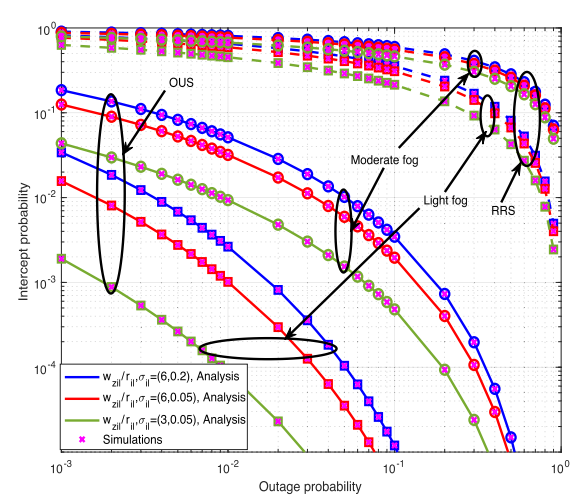 10^0
10^-1
10^-2
10^-3
10^-4
Intercept probability
OUS
Moderate fog
Light fog
RRS
w_zil/r_il,σ_il=(6,0.2), Analysis
w_zil/r_il,σ_il=(6,0.05), Analysis
w_zil/r_il,σ_il=(3,0.05), Analysis
Simulations
10^-3 10^-2 10^-1 10^0
Outage probability